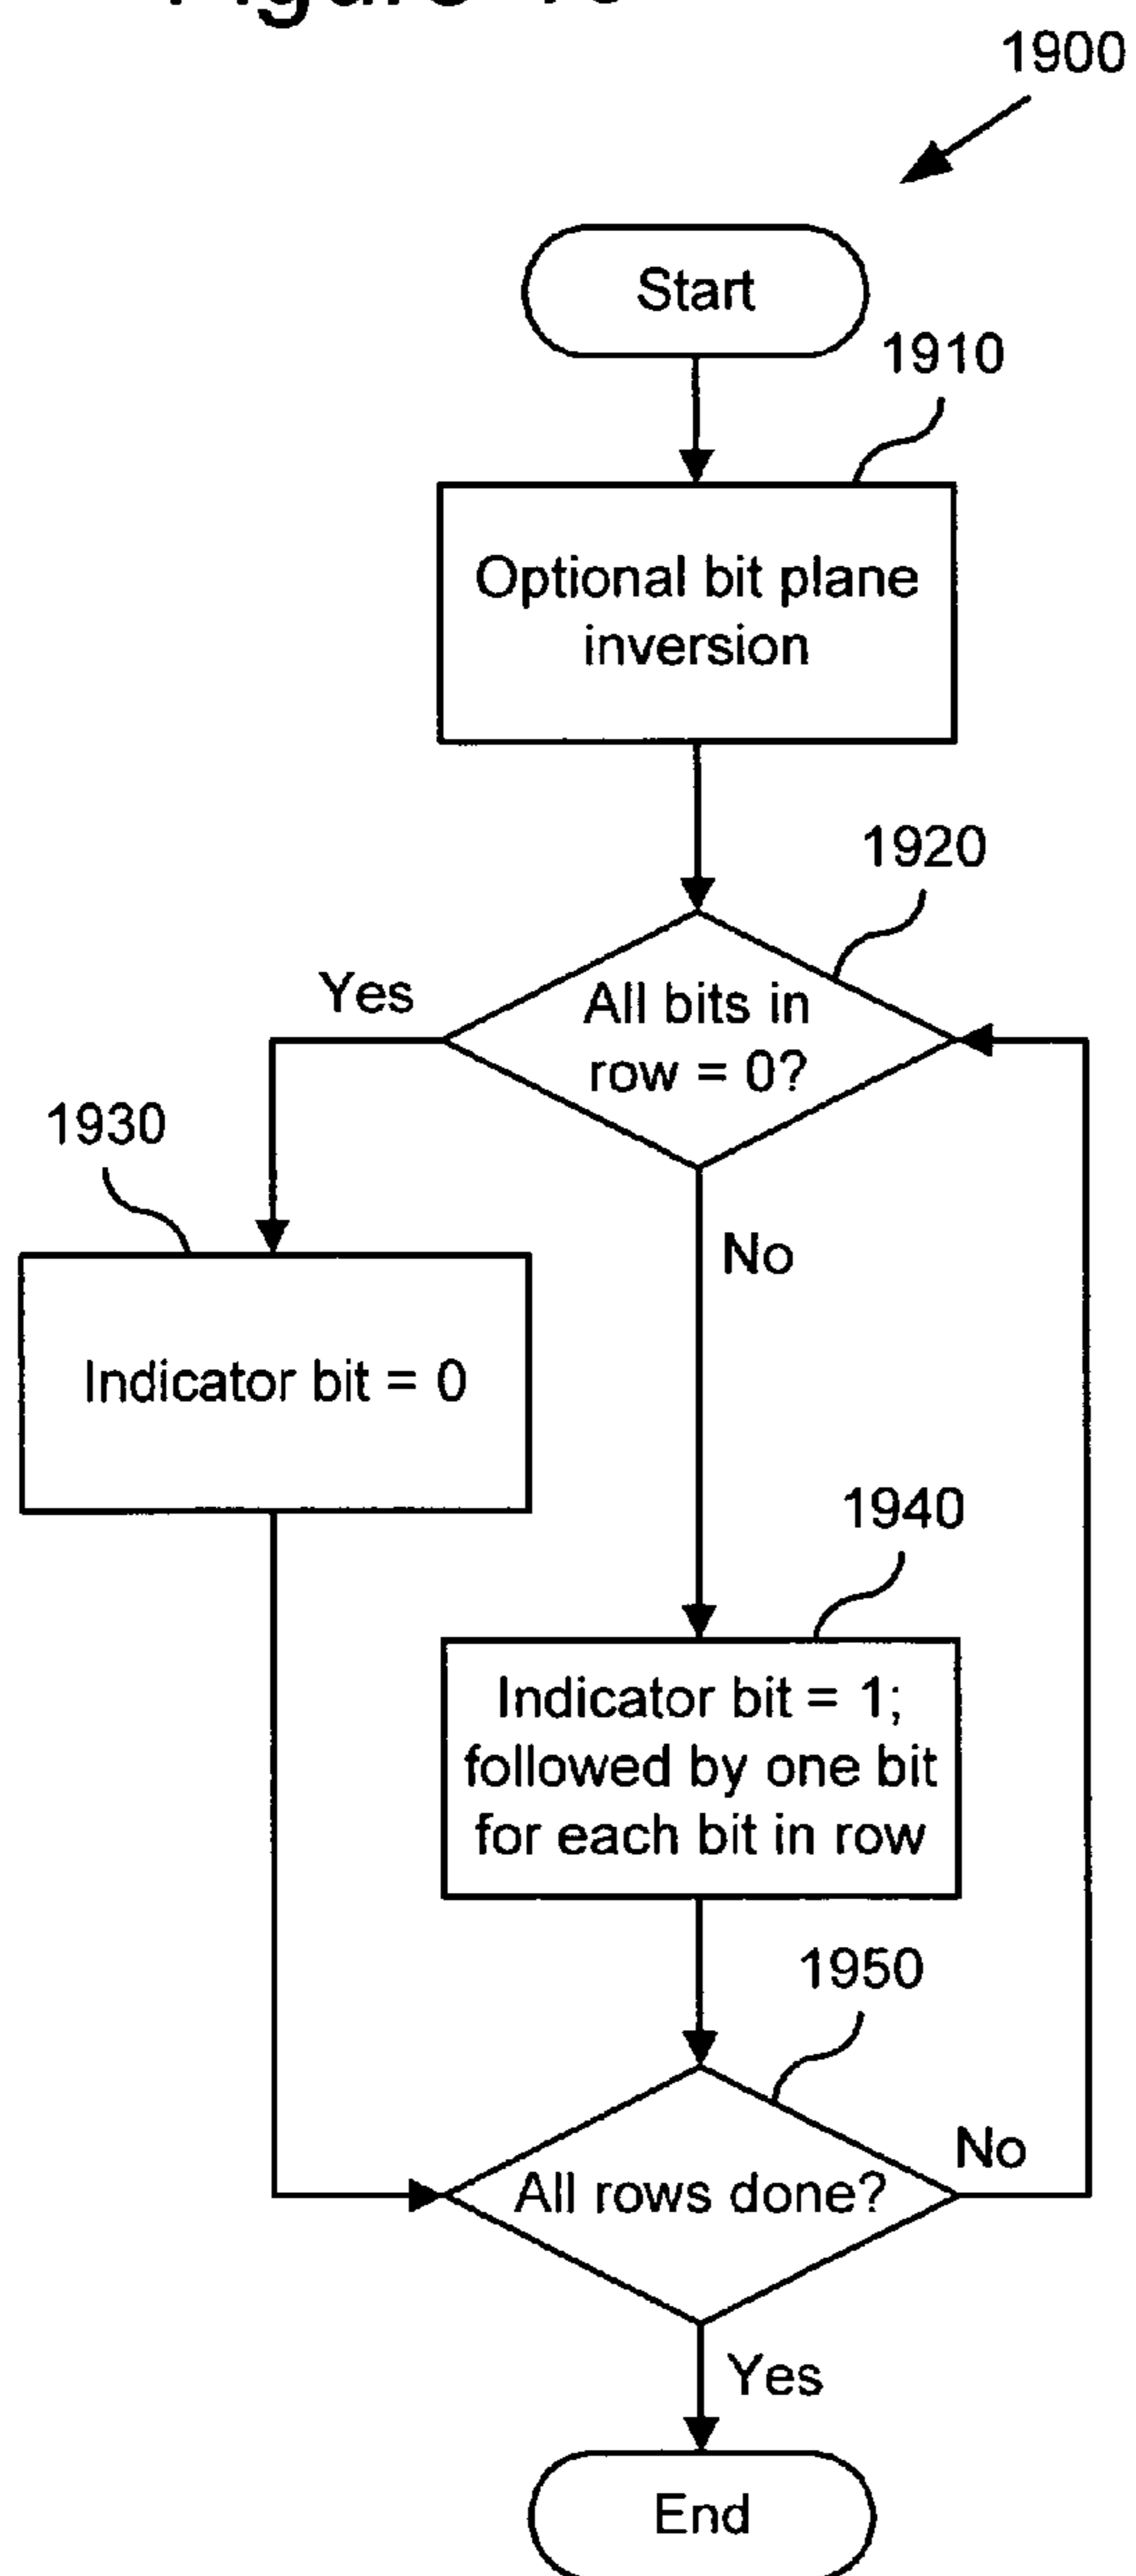 1900
Start
1910
Optional bit plane
inversion
1920
Yes
All bits in
row = 0?
1930
No
Indicator bit = 0
1940
Indicator bit = 1;
followed by one bit
for each bit in row
1950
No
All rows done?
Yes
End